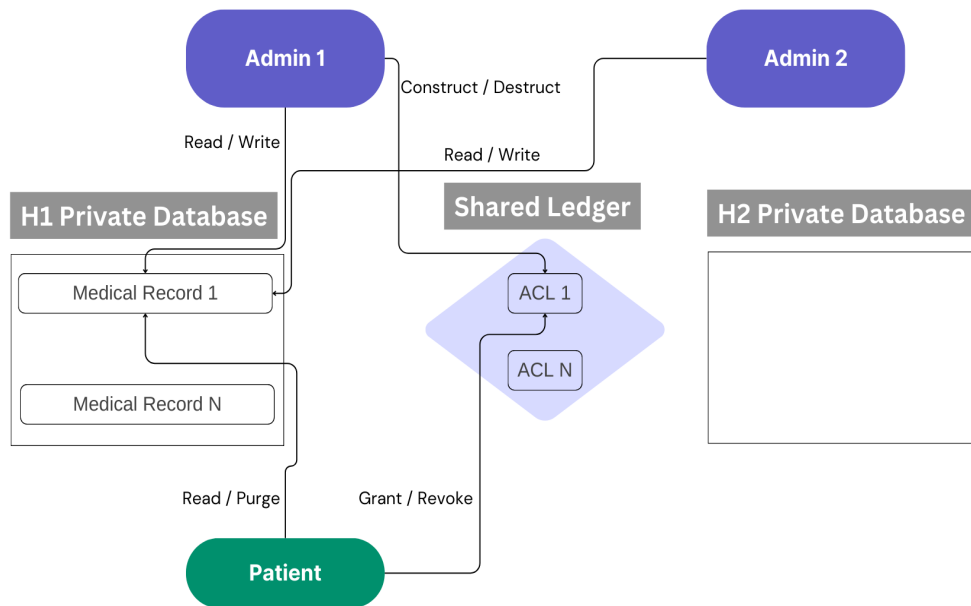 Admin 1
Admin 2
Construct / Destruct
Read / Write
Read / Write
H1 Private Database
Shared Ledger
H2 Private Database
Medical Record 1
ACL 1
ACL N
Medical Record N
Read / Purge
Grant / Revoke
Patient